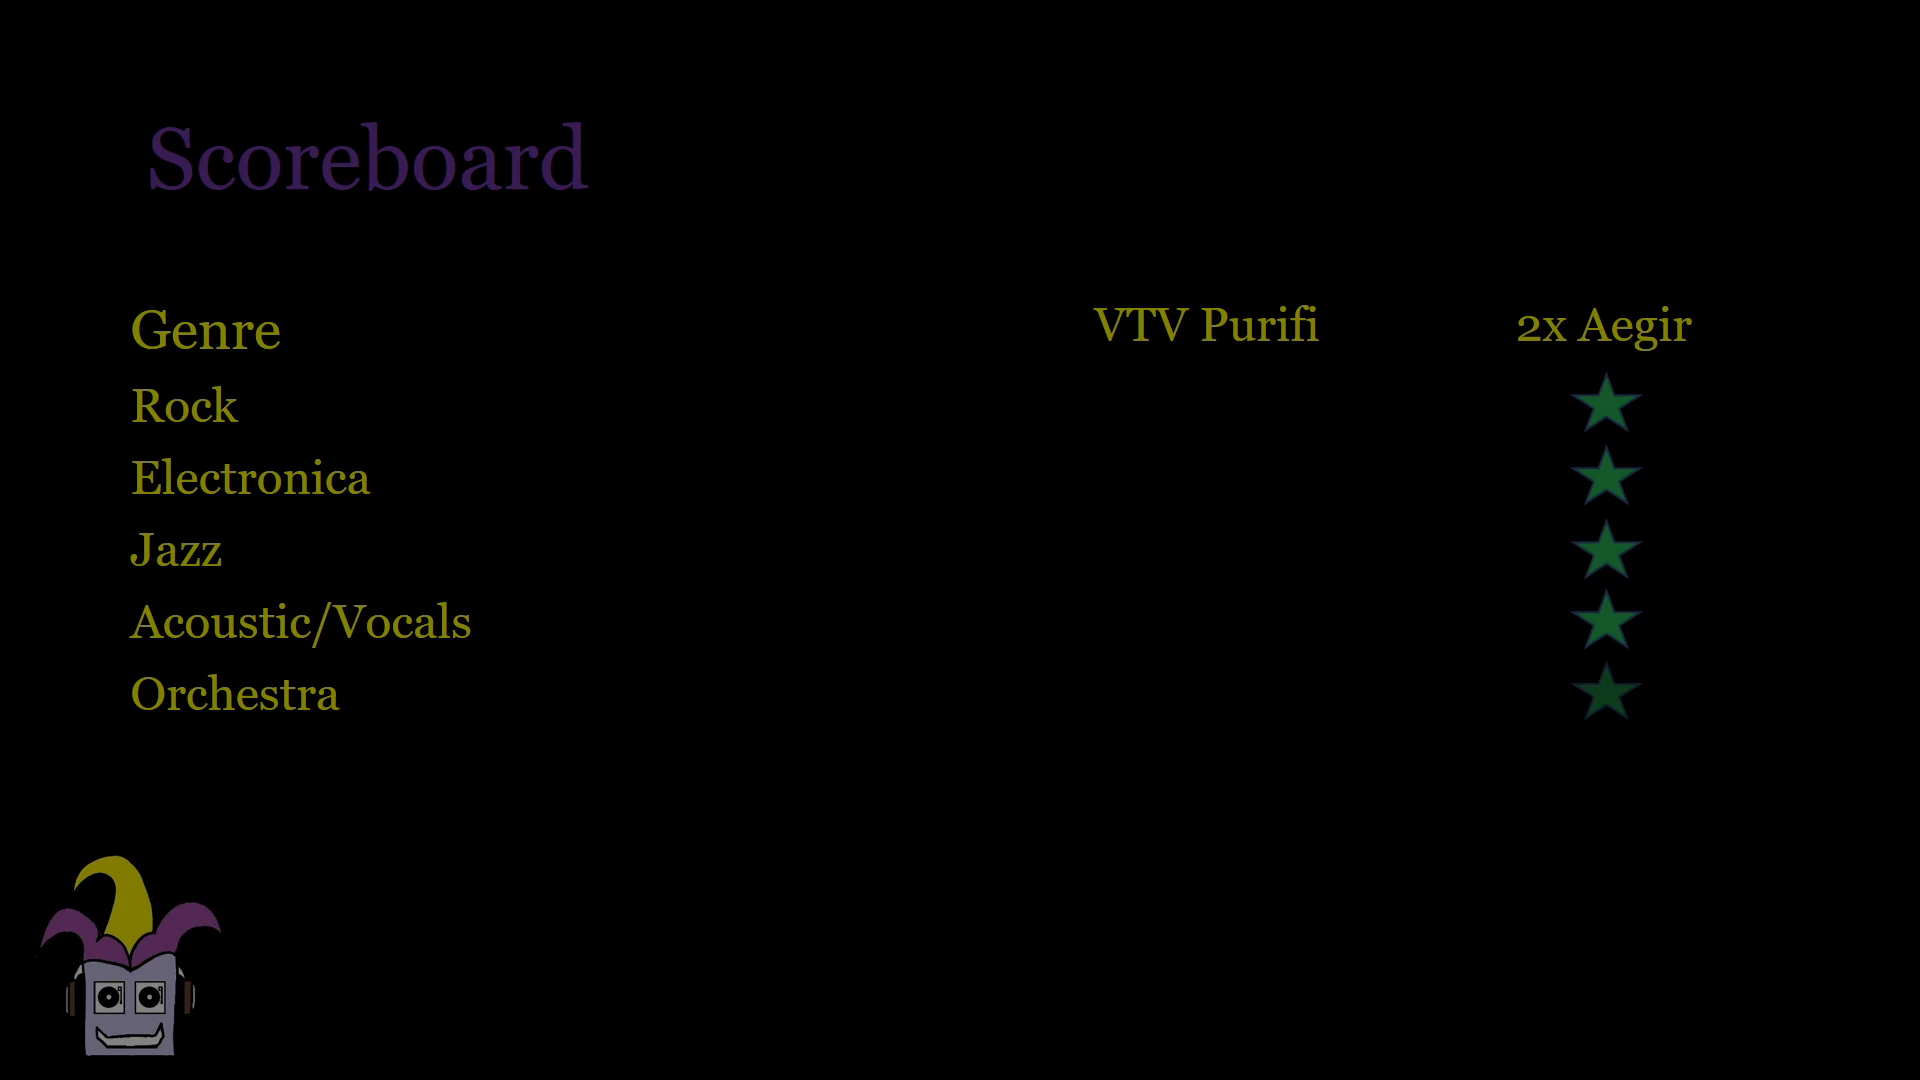 Scoreboard
Genre VTV Purifi 2x Aegir
Rock
Electronica
Jazz
Acoustic/Vocals
Orchestra